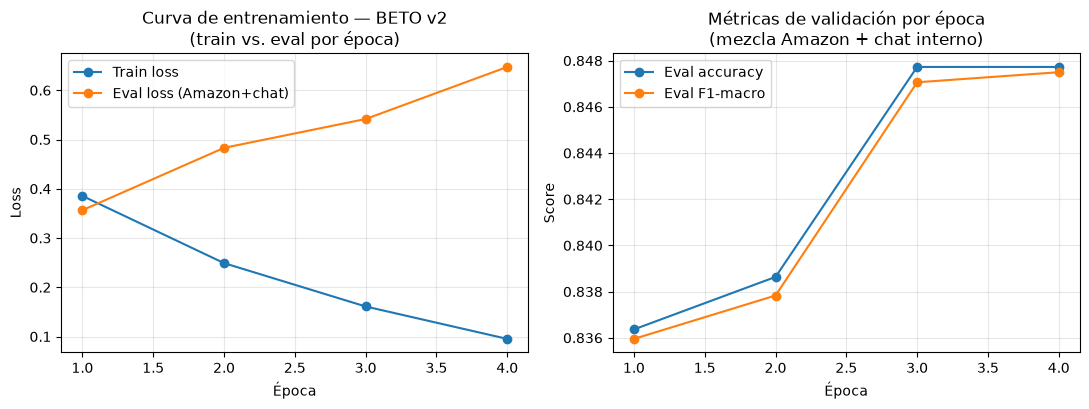 Curva de entrenamiento — BETO v2
(train vs. eval por época)
Train loss
Eval loss (Amazon+chat)
0.6
0.5
0.4
0.3
0.2
0.1
Loss
1.0 1.5 2.0 2.5 3.0 3.5 4.0
Época
Métricas de validación por época
(mezcla Amazon + chat interno)
Eval accuracy
Eval F1-macro
0.848
0.846
0.844
0.842
0.840
0.838
0.836
Score
1.0 1.5 2.0 2.5 3.0 3.5 4.0
Época